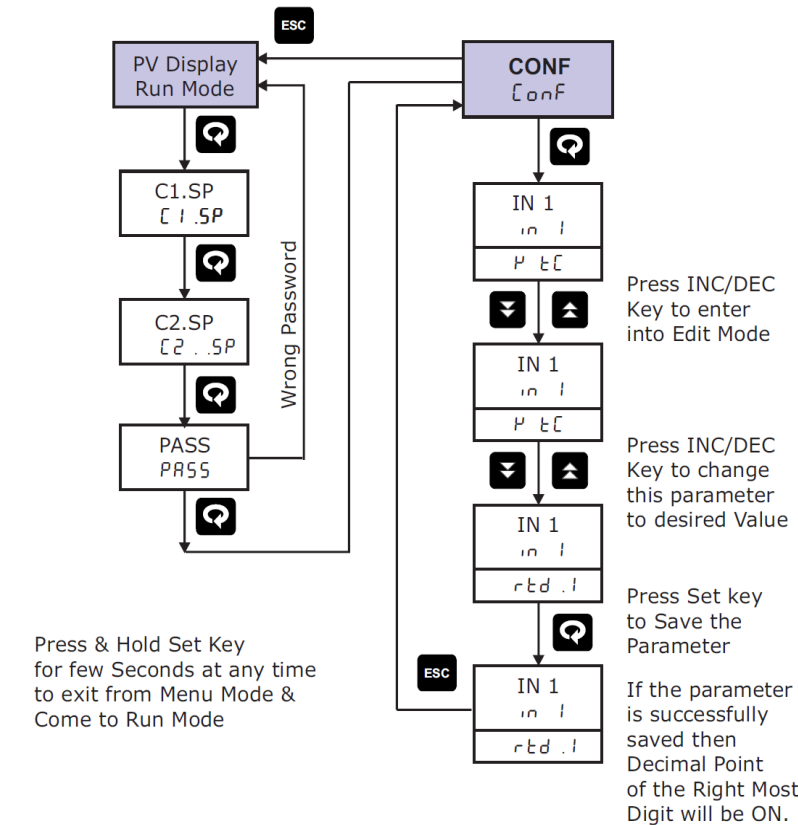 ESC
PV Display
Run Mode
C1.SP
C1.SP
C2.SP
C2..SP
Wrong Password
PASS
PASS
CONF
ConF
IN 1
in 1
K tC
Press INC/DEC
Key to enter
into Edit Mode
IN 1
in 1
K tC
Press INC/DEC
Key to change
this parameter
to desired Value
IN 1
in 1
rtd.1
Press Set key
to Save the
Parameter
ESC
IN 1
in 1
rtd.1
If the parameter
is successfully
saved then
Decimal Point
of the Right Most
Digit will be ON.
Press & Hold Set Key
for few Seconds at any time
to exit from Menu Mode &
Come to Run Mode